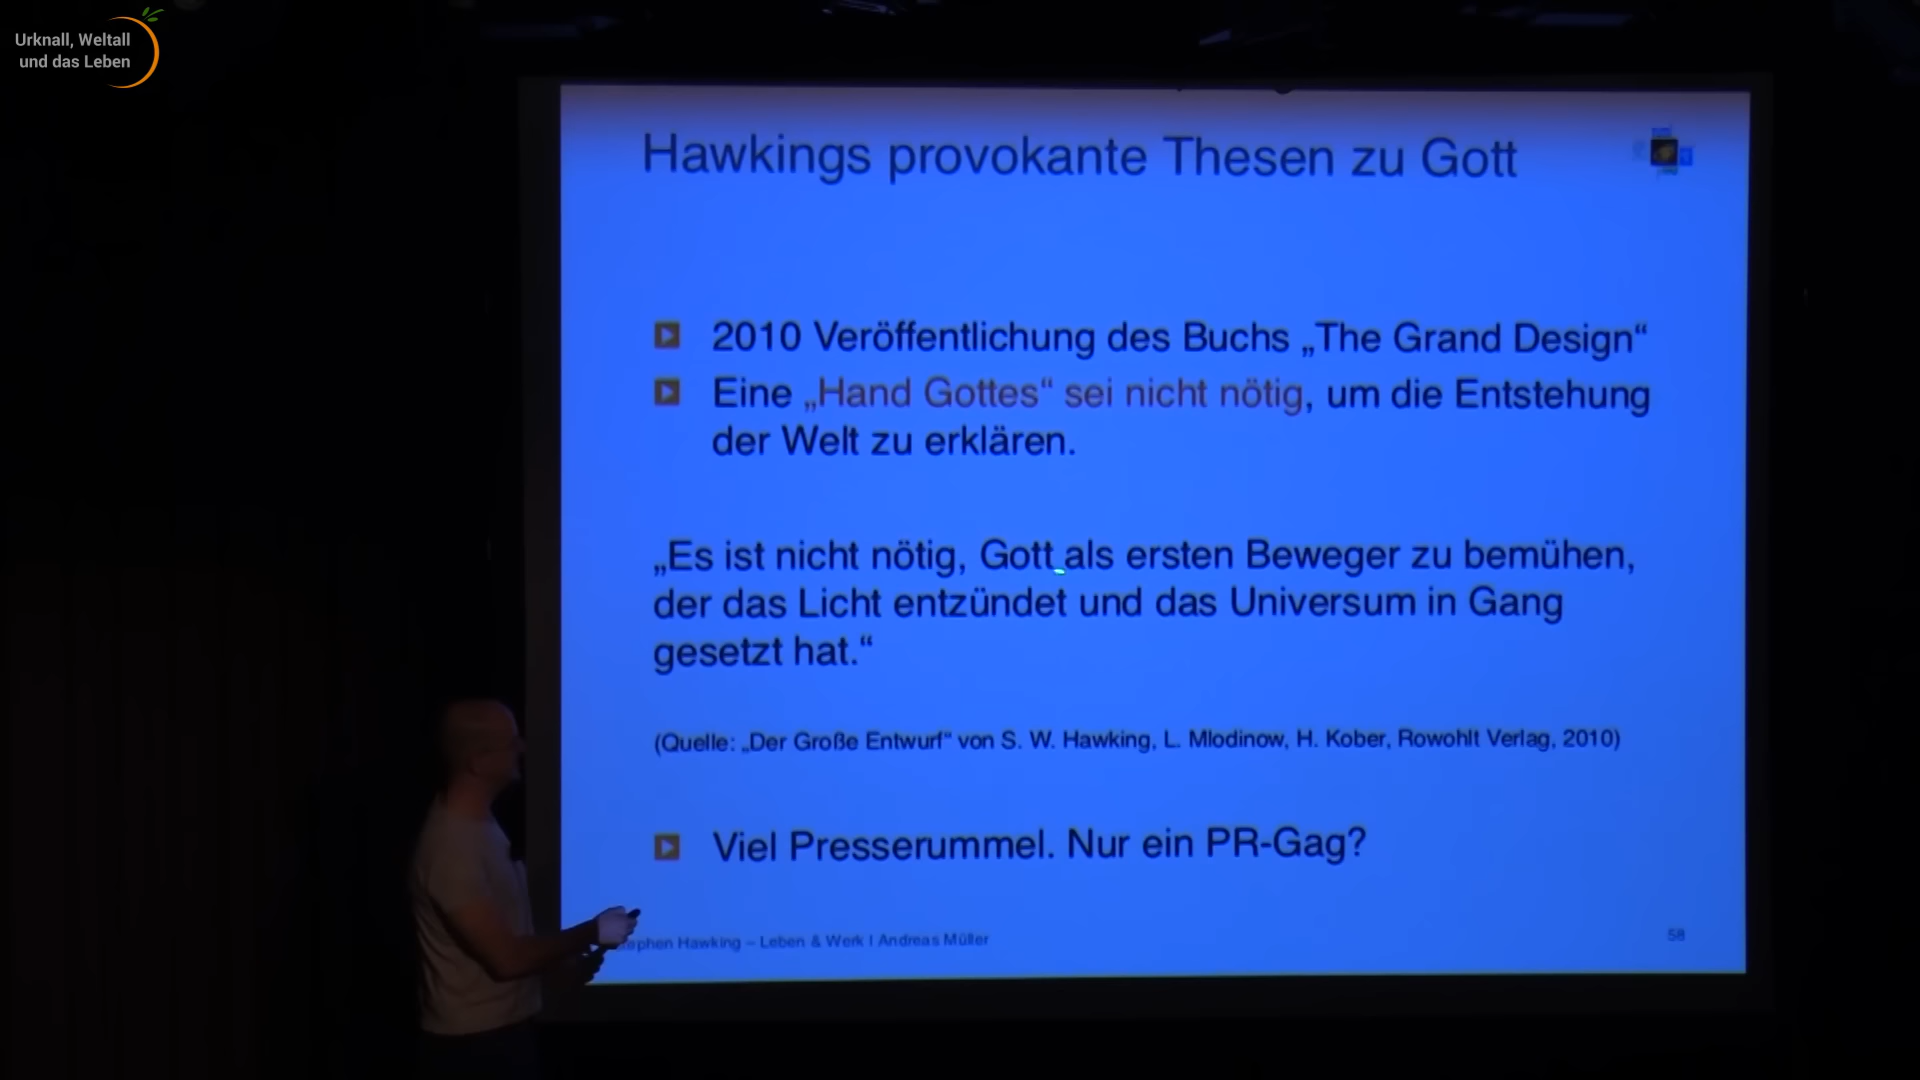 Urknall, Weltall
und das Leben
Hawkings provokante Thesen zu Gott
2010 Veröffentlichung des Buchs „The Grand Design“
Eine „Hand Gottes“ sei nicht nötig, um die Entstehung
der Welt zu erklären.
„Es ist nicht nötig, Gott als ersten Beweger zu bemühen,
der das Licht entzündet und das Universum in Gang
gesetzt hat.“
(Quelle: „Der Große Entwurf“ von S. W. Hawking, L. Mlodinow, H. Kober, Rowohlt Verlag, 2010)
Viel Presserummel. Nur ein PR-Gag?
Hawking – Leben & Werk I Andreas Müller
58